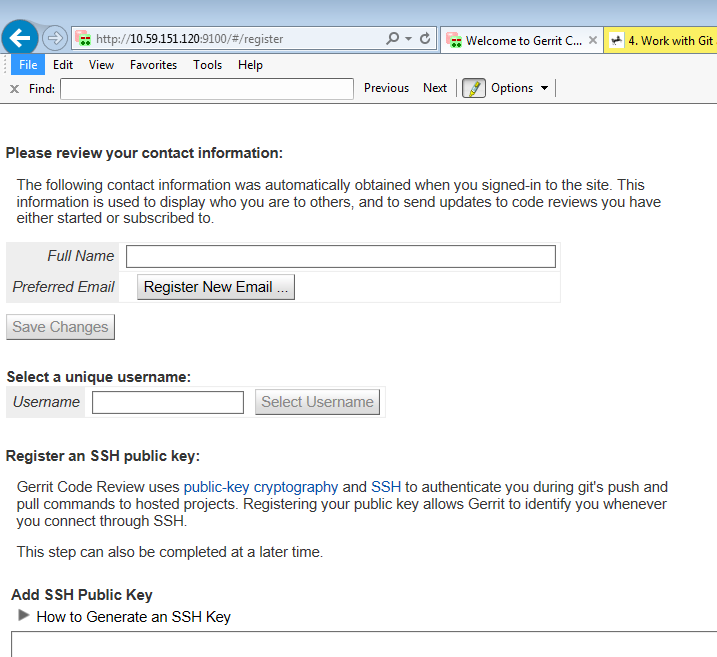 http://10.59.151.120:9100/#/register
Welcome to Gerrit C...
4. Work with Git
File Edit View Favorites Tools Help
Find: Previous Next Options
Please review your contact information:
The following contact information was automatically obtained when you signed-in to the site. This
information is used to display who you are to others, and to send updates to code reviews you have
either started or subscribed to.
Full Name
Preferred Email Register New Email ...
Save Changes
Select a unique username:
Username Select Username
Register an SSH public key:
Gerrit Code Review uses public-key cryptography and SSH to authenticate you during git's push and
pull commands to hosted projects. Registering your public key allows Gerrit to identify you whenever
you connect through SSH.
This step can also be completed at a later time.
Add SSH Public Key
How to Generate an SSH Key